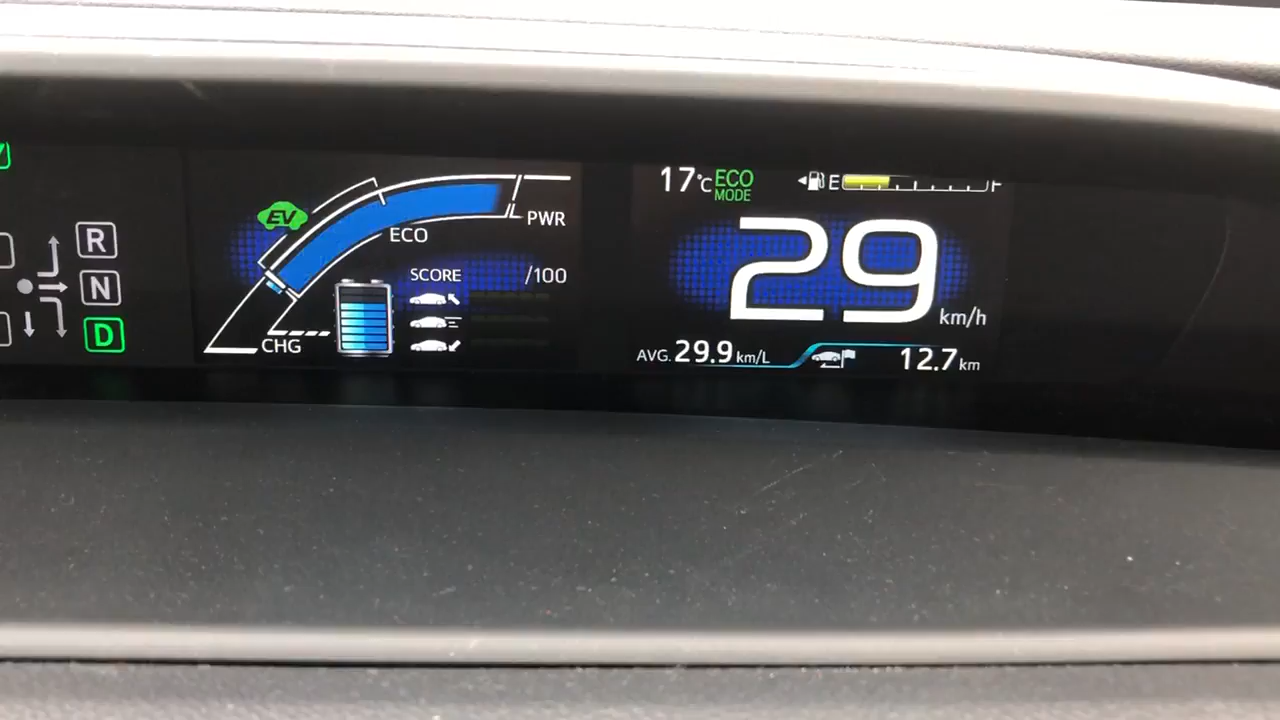 R
N
D
EV
ECO
PWR
SCORE
/100
CHG
17°C
ECO
MODE
E
F
29
km/h
AVG. 29.9 km/L
12.7 km